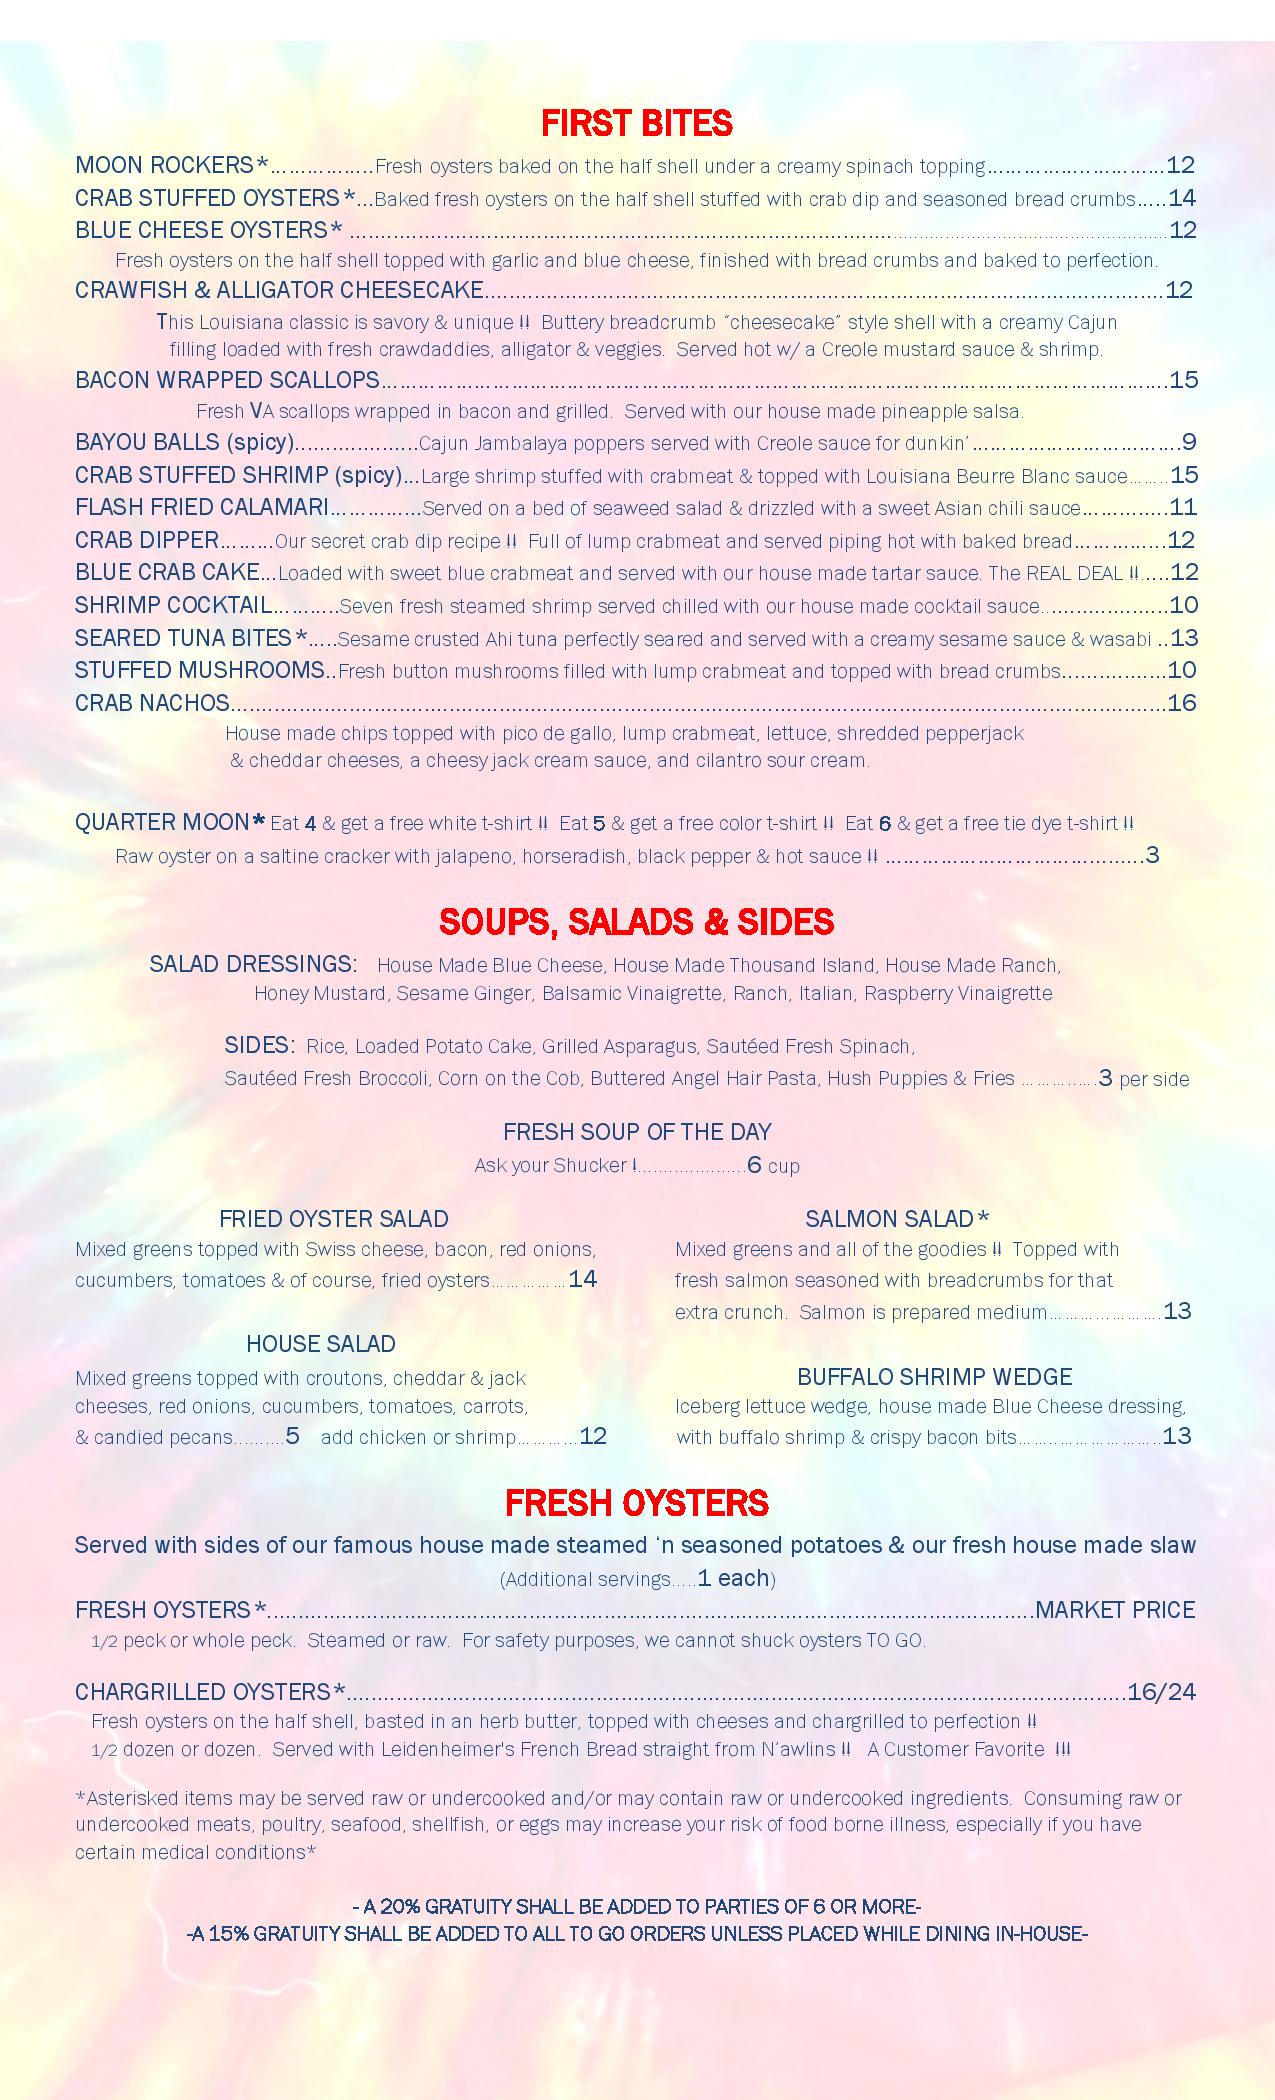 FIRST BITES
MOON ROCKERS*................Fresh oysters baked on the half shell under a creamy spinach topping............................12
CRAB STUFFED OYSTERS*...Baked fresh oysters on the half shell stuffed with crab dip and seasoned bread crumbs.....14
BLUE CHEESE OYSTERS* ....................................................................................................12
Fresh oysters on the half shell topped with garlic and blue cheese, finished with bread crumbs and baked to perfection.
CRAWFISH & ALLIGATOR CHEESECAKE...........................................................................12
This Louisiana classic is savory & unique !! Buttery breadcrumb “cheesecake” style shell with a creamy Cajun
filling loaded with fresh crawdaddies, alligator & veggies. Served hot w/ a Creole mustard sauce & shrimp.
BACON WRAPPED SCALLOPS.......................................................................................15
Fresh VA scallops wrapped in bacon and grilled. Served with our house made pineapple salsa.
BAYOU BALLS (spicy)....................Cajun Jambalaya poppers served with Creole sauce for dunkin’ ..................................9
CRAB STUFFED SHRIMP (spicy)...Large shrimp stuffed with crabmeat & topped with Louisiana Beurre Blanc sauce.......15
FLASH FRIED CALAMARI...............Served on a bed of seaweed salad & drizzled with a sweet Asian chili sauce..............11
CRAB DIPPER.........Our secret crab dip recipe !! Full of lump crabmeat and served piping hot with baked bread...............12
BLUE CRAB CAKE...Loaded with sweet blue crabmeat and served with our house made tartar sauce. The REAL DEAL !!.....12
SHRIMP COCKTAIL...........Seven fresh steamed shrimp served chilled with our house made cocktail sauce.....................10
SEARED TUNA BITES*.....Sesame crusted Ahi tuna perfectly seared and served with a creamy sesame sauce & wasabi ..13
STUFFED MUSHROOMS..Fresh button mushrooms filled with lump crabmeat and topped with bread crumbs.................10
CRAB NACHOS......................................................................................................16
House made chips topped with pico de gallo, lump crabmeat, lettuce, shredded pepperjack
& cheddar cheeses, a cheesy jack cream sauce, and cilantro sour cream.
QUARTER MOON* Eat 4 & get a free white t-shirt !! Eat 5 & get a free color t-shirt !! Eat 6 & get a free tie dye t-shirt !!
Raw oyster on a saltine cracker with jalapeno, horseradish, black pepper & hot sauce !! ..........................................3
SOUPS, SALADS & SIDES
SALAD DRESSINGS: House Made Blue Cheese, House Made Thousand Island, House Made Ranch,
Honey Mustard, Sesame Ginger, Balsamic Vinaigrette, Ranch, Italian, Raspberry Vinaigrette
SIDES: Rice, Loaded Potato Cake, Grilled Asparagus, Sautéed Fresh Spinach,
Sautéed Fresh Broccoli, Corn on the Cob, Buttered Angel Hair Pasta, Hush Puppies & Fries ..............3 per side
FRESH SOUP OF THE DAY
Ask your Shucker !.....................6 cup
FRIED OYSTER SALAD
Mixed greens topped with Swiss cheese, bacon, red onions,
cucumbers, tomatoes & of course, fried oysters...............14
HOUSE SALAD
Mixed greens topped with croutons, cheddar & jack
cheeses, red onions, cucumbers, tomatoes, carrots,
& candied pecans..........5 add chicken or shrimp............12
SALMON SALAD*
Mixed greens and all of the goodies !! Topped with
fresh salmon seasoned with breadcrumbs for that
extra crunch. Salmon is prepared medium......................13
BUFFALO SHRIMP WEDGE
Iceberg lettuce wedge, house made Blue Cheese dressing,
with buffalo shrimp & crispy bacon bits............................13
FRESH OYSTERS
Served with sides of our famous house made steamed ‘n seasoned potatoes & our fresh house made slaw
(Additional servings.....1 each)
FRESH OYSTERS*...................................................................................MARKET PRICE
1/2 peck or whole peck. Steamed or raw. For safety purposes, we cannot shuck oysters TO GO.
CHARGRILLED OYSTERS*.....................................................................................16/24
Fresh oysters on the half shell, basted in an herb butter, topped with cheeses and chargrilled to perfection !!
1/2 dozen or dozen. Served with Leidenheimer's French Bread straight from N’awlins !! A Customer Favorite !!!
*Asterisked items may be served raw or undercooked and/or may contain raw or undercooked ingredients. Consuming raw or
undercooked meats, poultry, seafood, shellfish, or eggs may increase your risk of food borne illness, especially if you have
certain medical conditions*
- A 20% GRATUITY SHALL BE ADDED TO PARTIES OF 6 OR MORE-
-A 15% GRATUITY SHALL BE ADDED TO ALL TO GO ORDERS UNLESS PLACED WHILE DINING IN-HOUSE-